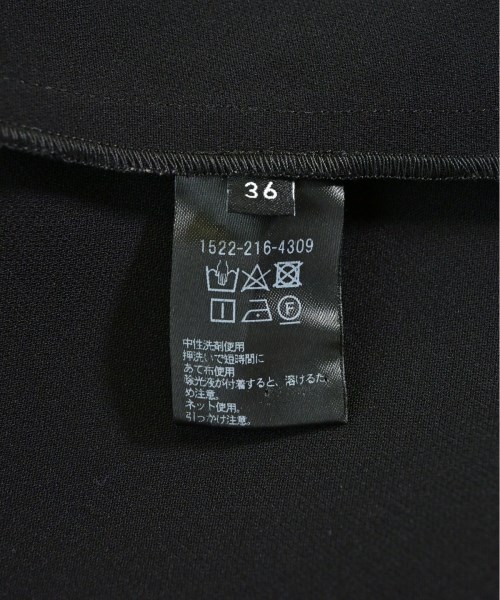 36
1522-216-4309
F
中性洗剤使用
押洗いで短時間に
あて布使用
除光液が付着すると、溶けるた
め注意。
ネット使用。
引っかけ注意。